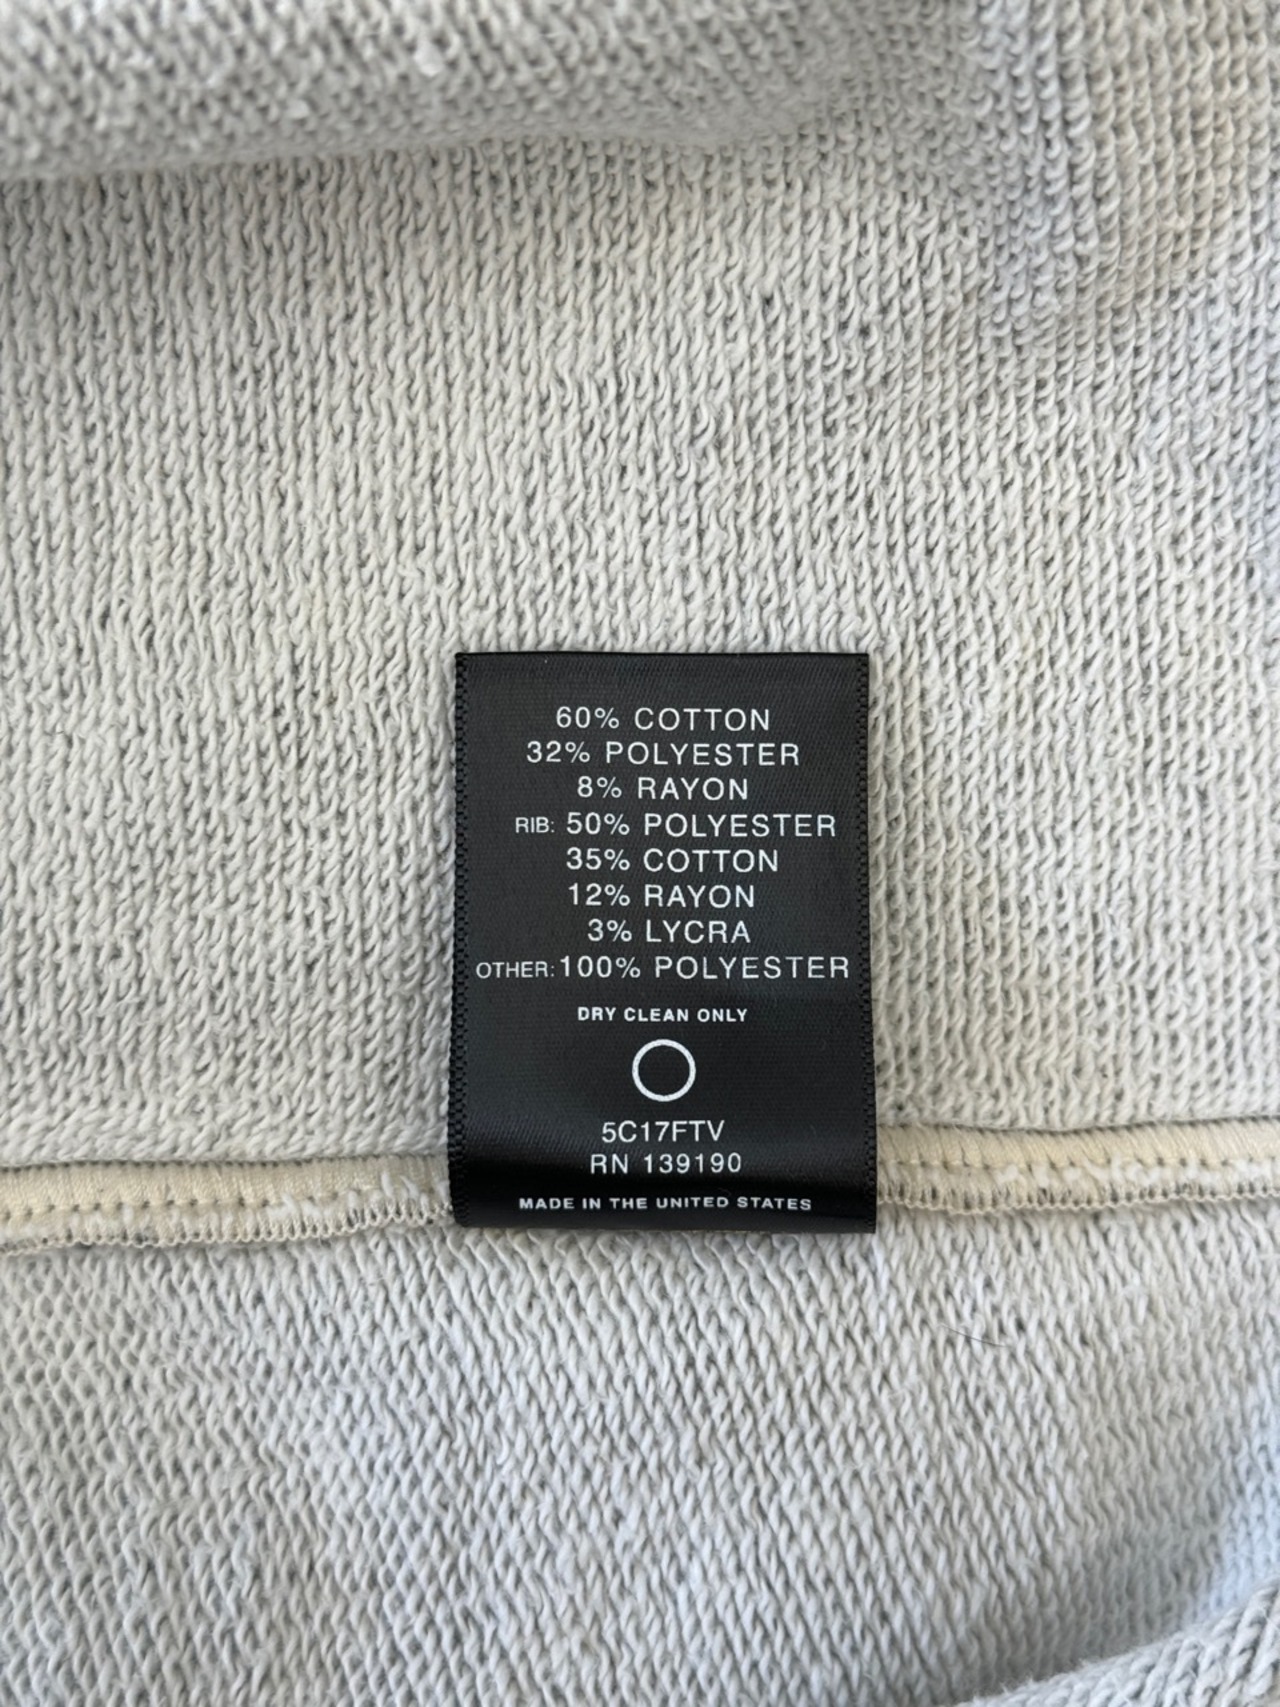 60% COTTON
32% POLYESTER
8% RAYON
RIB: 50% POLYESTER
35% COTTON
12% RAYON
3% LYCRA
OTHER: 100% POLYESTER
DRY CLEAN ONLY
5C17FTV
RN 139190
MADE IN THE UNITED STATES